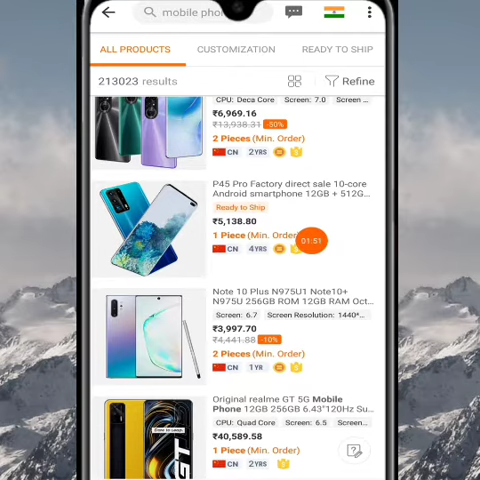 mobile pho
ALL PRODUCTS
CUSTOMIZATION
READY TO SHIP
213023 results
Refine
CPU: Deca Core Screen: 7.0 Screen ...
₹6,969.16
₹13,938.31 -50%
2 Pieces (Min. Order)
CN 2YRS
P45 Pro Factory direct sale 10-core
Android smartphone 12GB + 512G...
Ready to Ship
₹5,138.80
1 Piece (Min. Order)
CN 4YRS
01:51
Note 10 Plus N975U1 Note10+
N975U 256GB ROM 12GB RAM Oct...
Screen: 6.7 Screen Resolution: 1440*...
₹3,997.70
₹4,441.88 -10%
2 Pieces (Min. Order)
CN 1 YR
Original realme GT 5G Mobile
Phone 12GB 256GB 6.43"120Hz Su...
CPU: Quad Core Screen: 6.5 Screen...
₹40,589.58
1 Piece (Min. Order)
CN 2YRS
GT